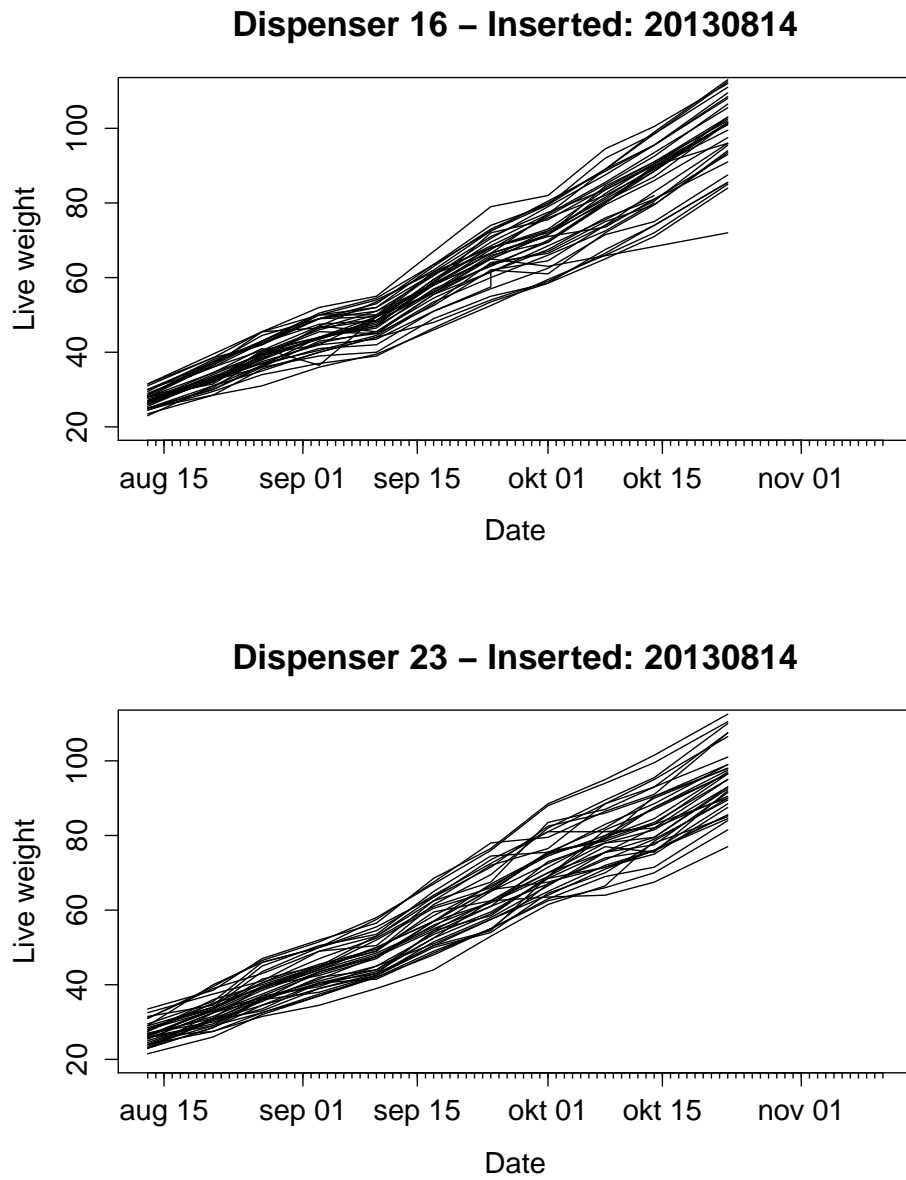 Dispenser 16 – Inserted: 20130814
100
80
60
40
20
Live weight
aug 15 sep 01 sep 15 okt 01 okt 15 nov 01
Date
Dispenser 23 – Inserted: 20130814
100
80
60
40
20
Live weight
aug 15 sep 01 sep 15 okt 01 okt 15 nov 01
Date